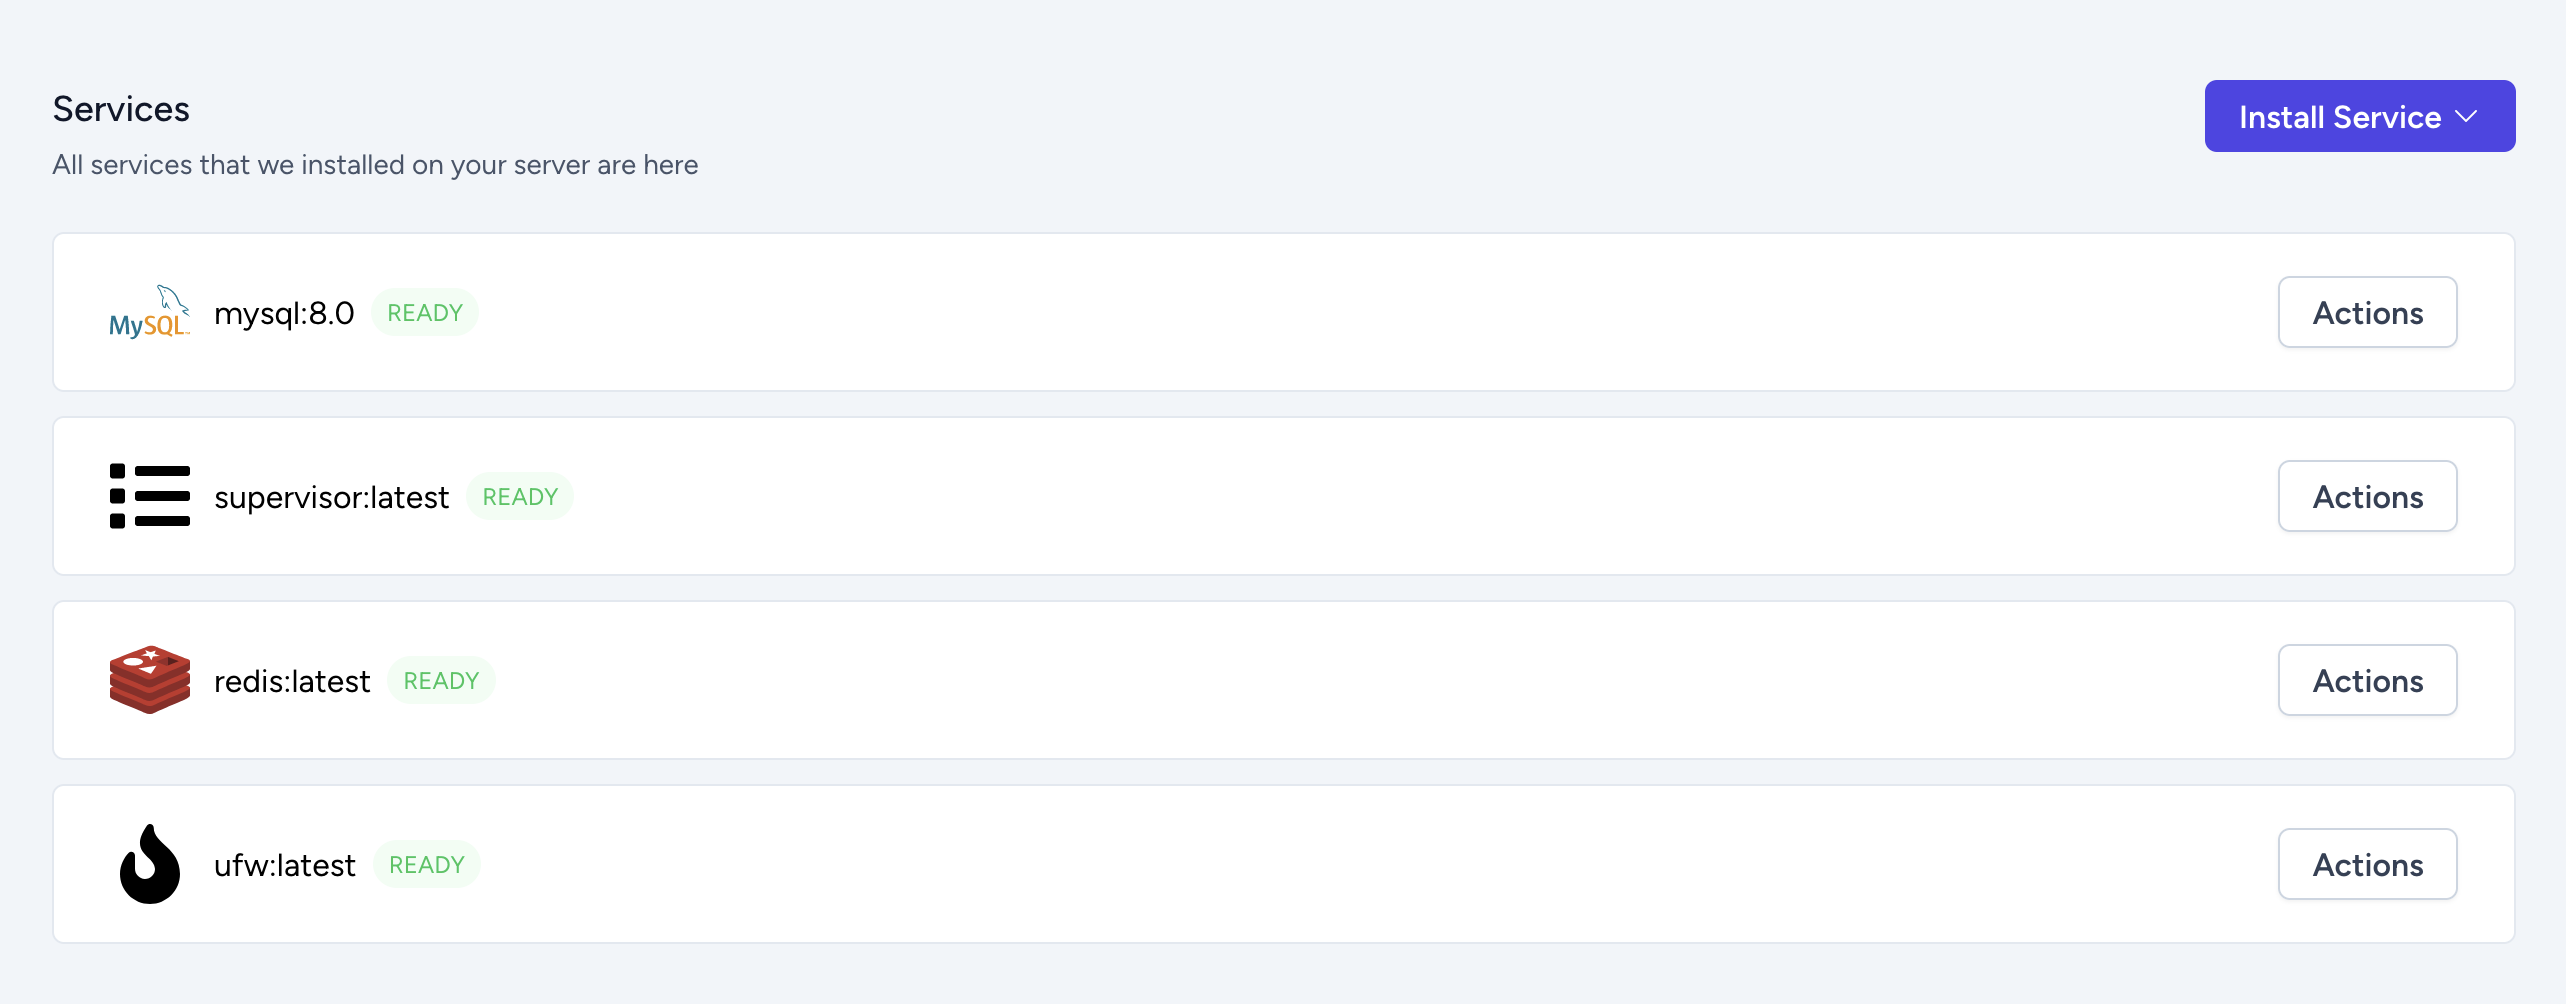 Services
Install Service
All services that we installed on your server are here
MySQL™
mysql:8.0 READY Actions
supervisor:latest READY Actions
redis:latest READY Actions
ufw:latest READY Actions